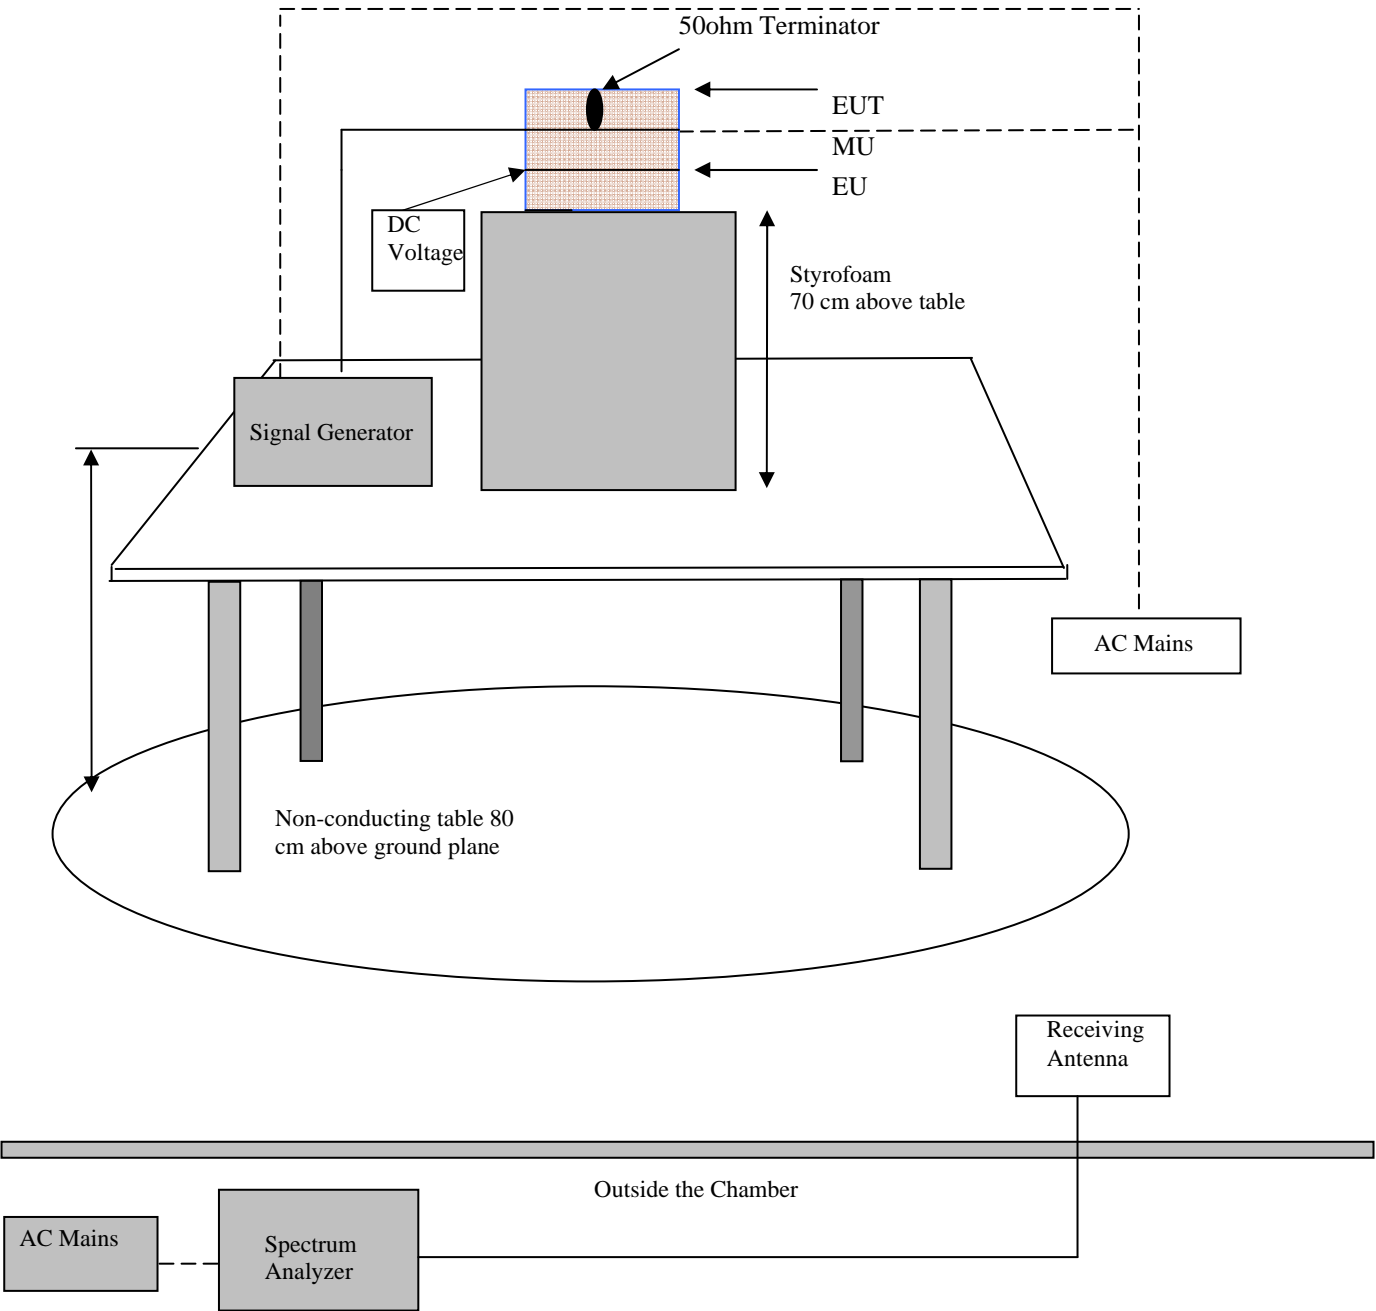 50ohm Terminator
EUT
MU
EU
DC
Voltage
Styrofoam
70 cm above table
Signal Generator
AC Mains
Non-conducting table 80
cm above ground plane
Receiving
Antenna
Outside the Chamber
AC Mains
Spectrum
Analyzer